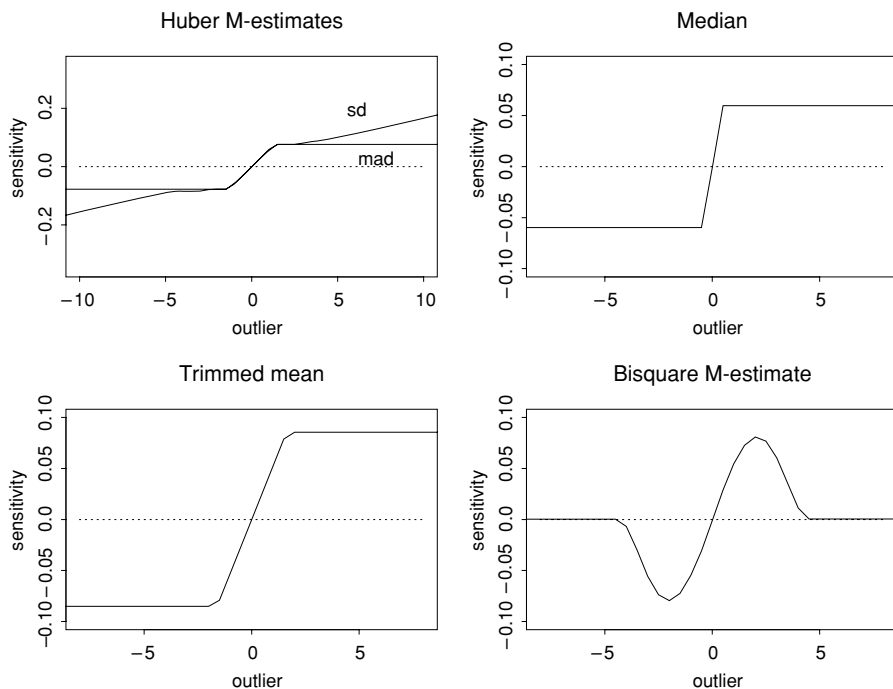 Huber M-estimates
sensitivity
0.2
0.0
−0.2
sd
mad
−10
−5
0
5
10
outlier
Median
sensitivity
0.10
0.05
0.0
−0.05
−0.10
−5
0
5
outlier
Trimmed mean
sensitivity
0.10
0.05
0.0
−0.05
−0.10
−5
0
5
outlier
Bisquare M-estimate
sensitivity
0.10
0.05
0.0
−0.05
−0.10
−5
0
5
outlier